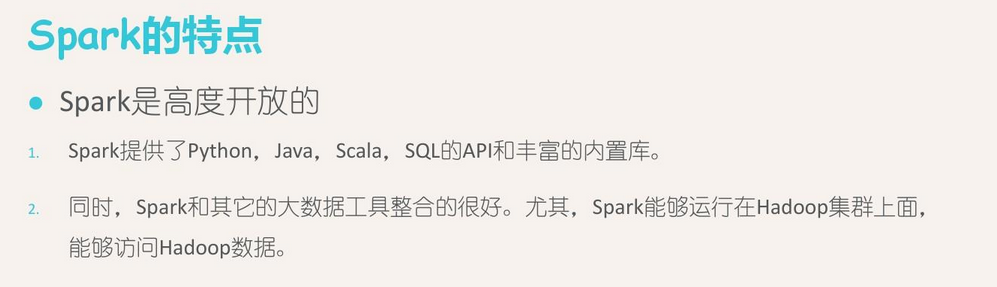 Spark的特点
● Spark是高度开放的
1. Spark提供了Python，Java，Scala，SQL的API和丰富的内置库。
2. 同时，Spark和其它的大数据工具整合的很好。尤其，Spark能够运行在Hadoop集群上面，
能够访问Hadoop数据。